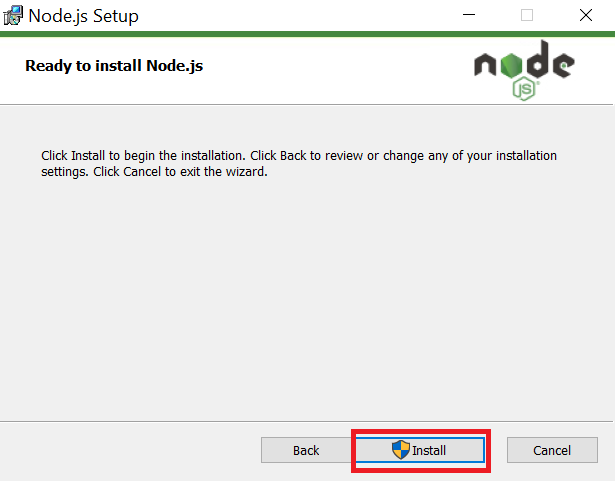 Node.js Setup
Ready to install Node.js
node
JS
Click Install to begin the installation. Click Back to review or change any of your installation
settings. Click Cancel to exit the wizard.
Back
Install
Cancel